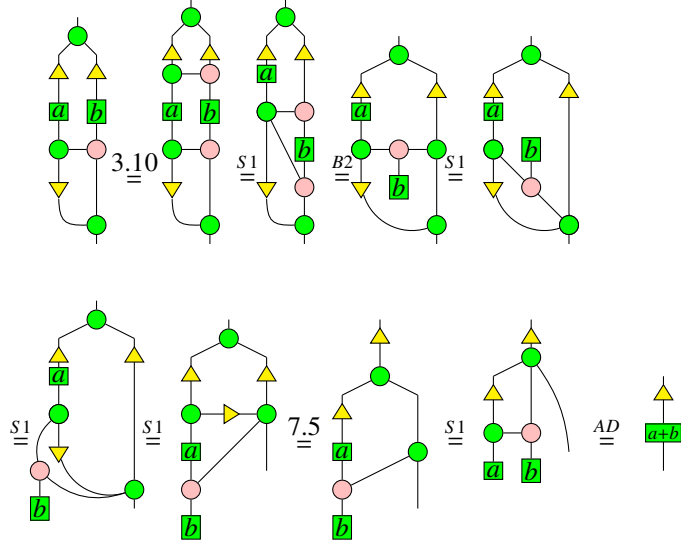 a
a b a b a a
b b
3.10 S1 B2 S1
= = = =
b
a
S1 S1 7.5 S1 AD a+b
= = = = =
a a
a b
b
b b